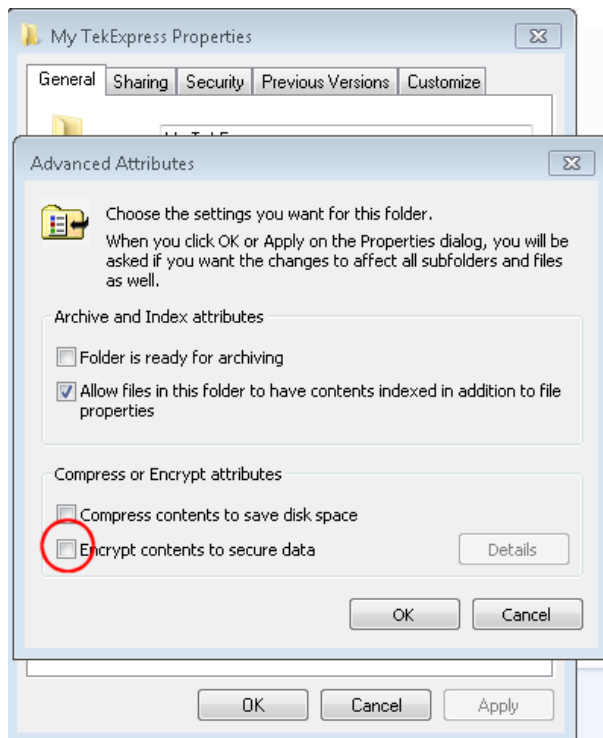 My TekExpress Properties
General Sharing Security Previous Versions Customize
Advanced Attributes
Choose the settings you want for this folder.
When you click OK or Apply on the Properties dialog, you will be
asked if you want the changes to affect all subfolders and files
as well.
Archive and Index attributes
Folder is ready for archiving
Allow files in this folder to have contents indexed in addition to file
properties
Compress or Encrypt attributes
Compress contents to save disk space
Encrypt contents to secure data
Details
OK Cancel
OK Cancel Apply